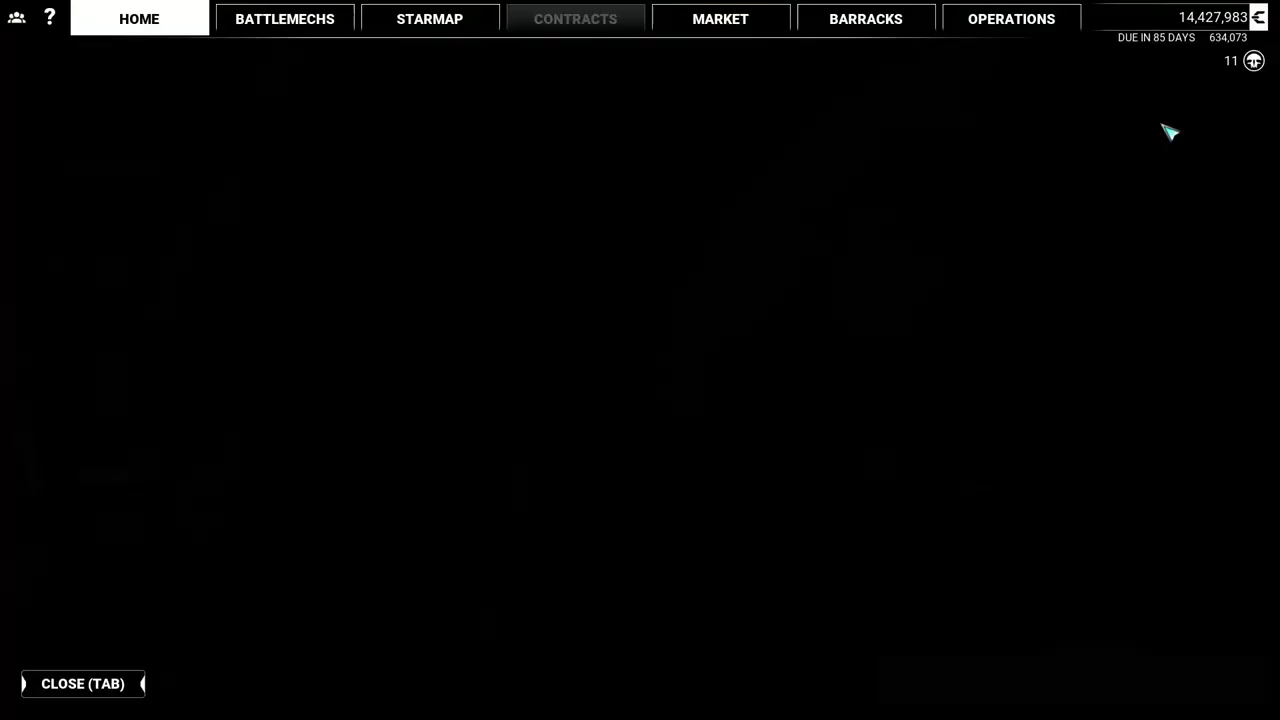 ? HOME BATTLEMECHS STARMAP CONTRACTS MARKET BARRACKS OPERATIONS 14,427,983
DUE IN 85 DAYS 634,073
11
CLOSE (TAB)